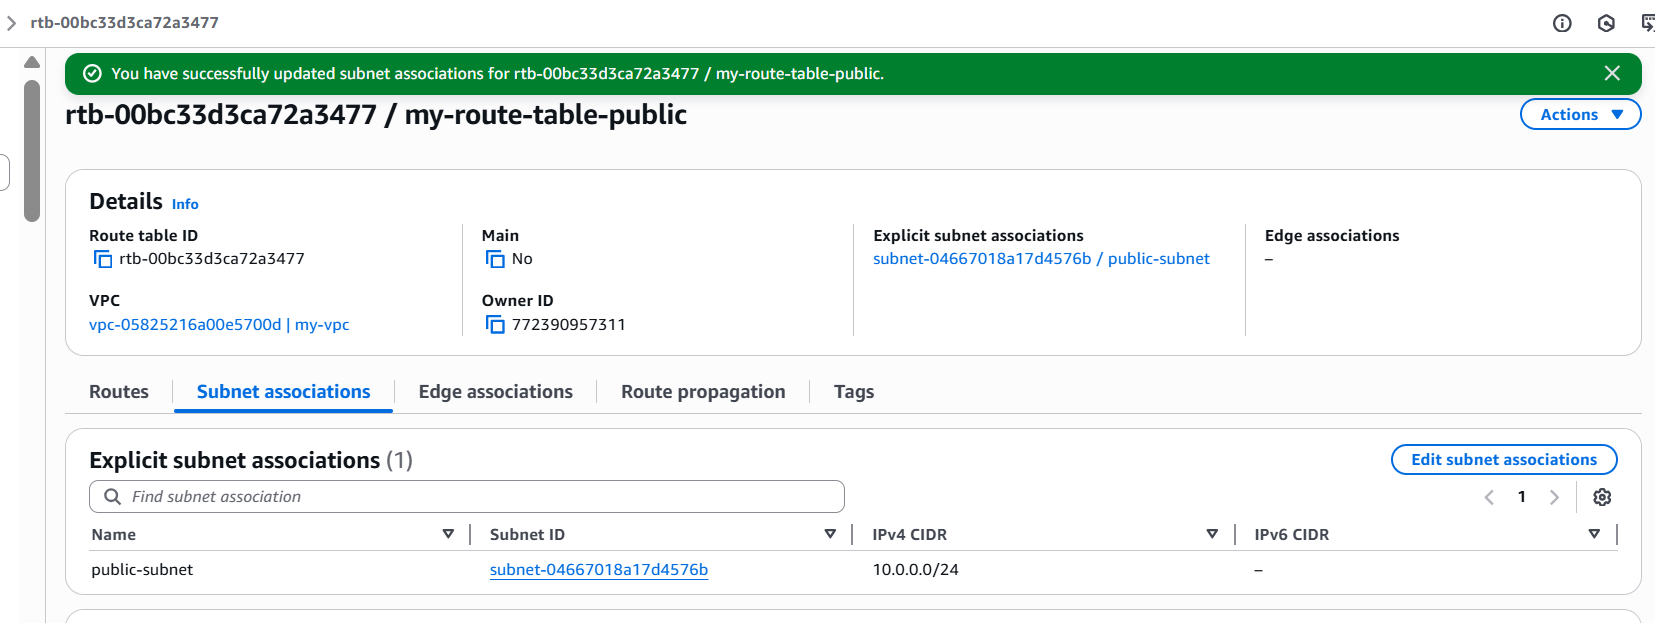 rtb-00bc33d3ca72a3477
You have successfully updated subnet associations for rtb-00bc33d3ca72a3477 / my-route-table-public.
rtb-00bc33d3ca72a3477 / my-route-table-public
Actions
Details Info
Route table ID
rtb-00bc33d3ca72a3477
Main
No
Explicit subnet associations
subnet-04667018a17d4576b / public-subnet
Edge associations
–
VPC
vpc-05825216a00e5700d | my-vpc
Owner ID
772390957311
Routes Subnet associations Edge associations Route propagation Tags
Explicit subnet associations (1)
Edit subnet associations
Find subnet association
1
Name Subnet ID IPv4 CIDR IPv6 CIDR
public-subnet subnet-04667018a17d4576b 10.0.0.0/24 –